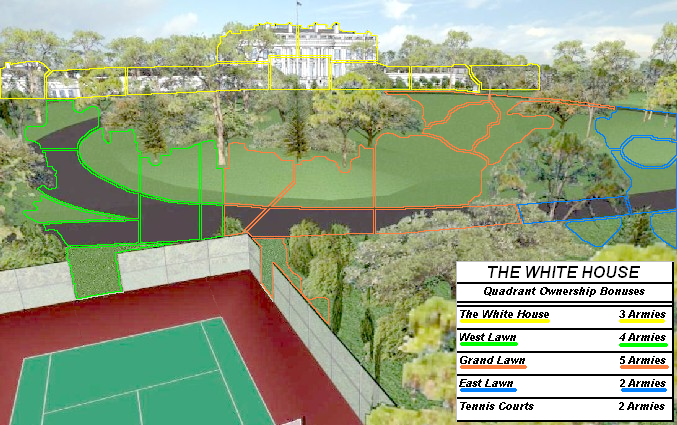 THE WHITE HOUSE
Quadrant Ownership Bonuses
The White House 3 Armies
West Lawn 4 Armies
Grand Lawn 5 Armies
East Lawn 2 Armies
Tennis Courts 2 Armies